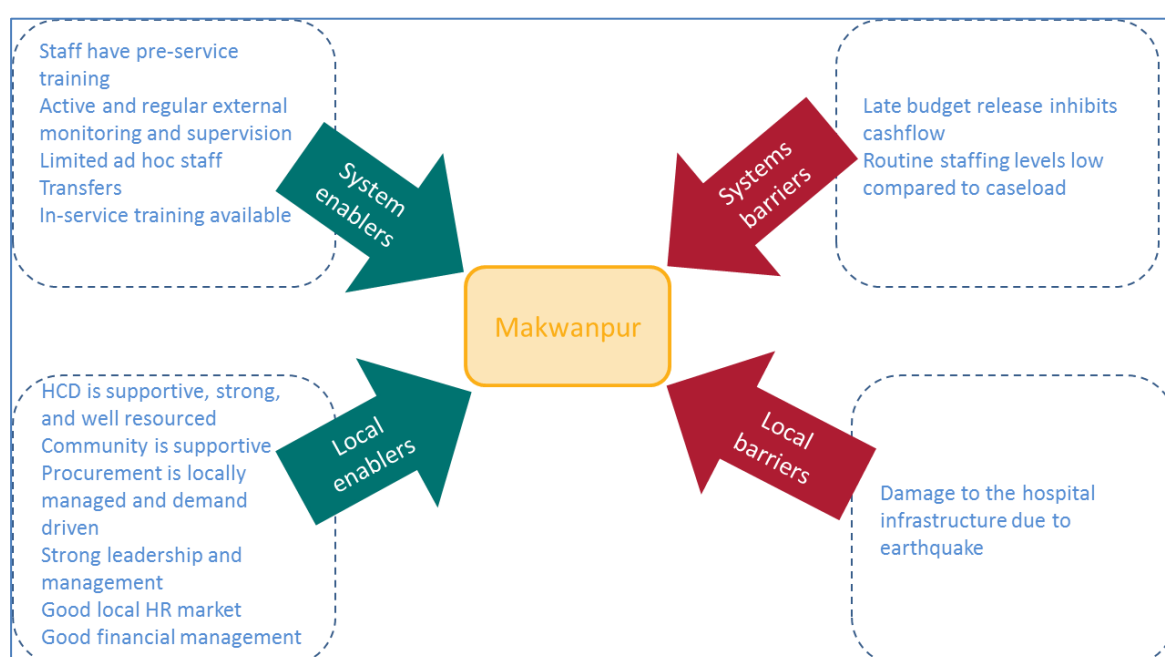 Staff have pre-service
training
Active and regular external
monitoring and supervision
Limited ad hoc staff
Transfers
In-service training available
System
enablers
Systems
barriers
Late budget release inhibits
cashflow
Routine staffing levels low
compared to caseload
Makwanpur
HCD is supportive, strong,
and well resourced
Community is supportive
Procurement is locally
managed and demand
driven
Strong leadership and
management
Good local HR market
Good financial management
Local
enablers
Local
barriers
Damage to the hospital
infrastructure due to
earthquake